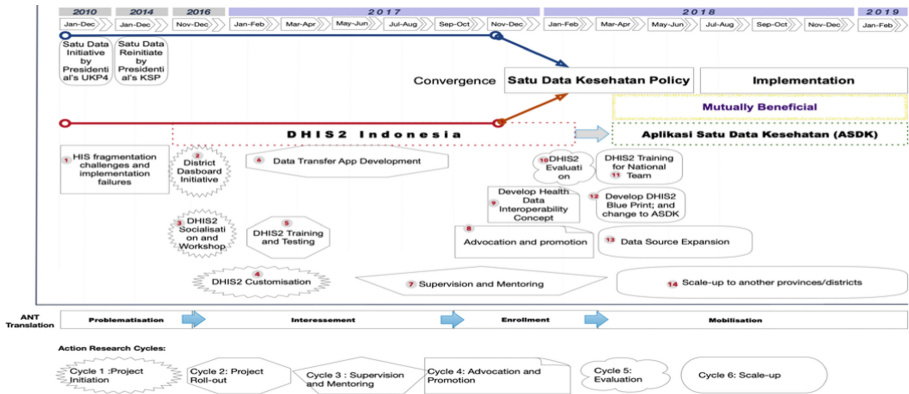 2010 2014 2016 2017 2018 2019
Jan-Dec Jan-Dec Nov-Dec Jan-Feb Mar-Apr May-Jun Jul-Aug Sep-Oct Nov-Dec Jan-Feb Mar-Apr May-Jun Jul-Aug Sep-Oct Nov-Dec Jan-Feb
Satu Data
Initiative
by
Presidenti
al's UKP4
Satu Data
Reinitiate
by
Presidenti
al's KSP
Convergence
Satu Data Kesehatan Policy
Implementation
Mutually Beneficial
DHIS2 Indonesia
Aplikasi Satu Data Kesehatan (ASDK)
1 HIS fragmentation
challenges and
implementation
failures
District
Dasboard
Initiative
6 Data Transfer App Development
10 DHIS2
Evaluati
on
DHIS2 Training
for National
Team
11
9 Develop Health
Data
Interoperability
Concept
12 Develop DHIS2
Blue Print; and
change to ASDK
3 DHIS2
Socialisati
on and
Workshop
5
DHIS2 Training
and Testing
8
Advocation and promotion
13 Data Source Expansion
4
DHIS2 Customisation
7 Supervision and Mentoring
14 Scale-up to another provinces/districts
ANT
Translation
Problematisation
Interessement
Enrollment
Mobilisation
Action Research Cycles:
Cycle 1 :Project
Initiation
Cycle 2: Project
Roll-out
Cycle 3 : Supervision
and Mentoring
Cycle 4: Advocation and
Promotion
Cycle 5:
Evaluation
Cycle 6: Scale-up